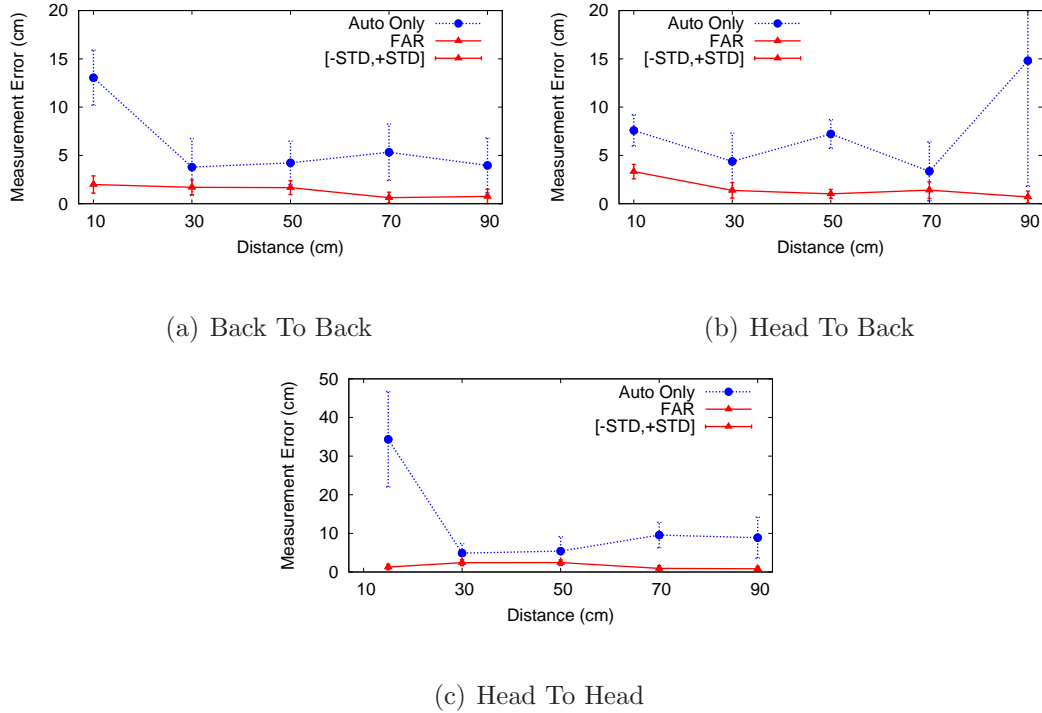 Measurement Error (cm)
20
15
10
5
0
10 30 50 70 90
Distance (cm)
Auto Only
FAR
[-STD,+STD]
(a) Back To Back
Measurement Error (cm)
20
15
10
5
0
10 30 50 70 90
Distance (cm)
Auto Only
FAR
[-STD,+STD]
(b) Head To Back
Measurement Error (cm)
50
40
30
20
10
0
10 30 50 70 90
Distance (cm)
Auto Only
FAR
[-STD,+STD]
(c) Head To Head